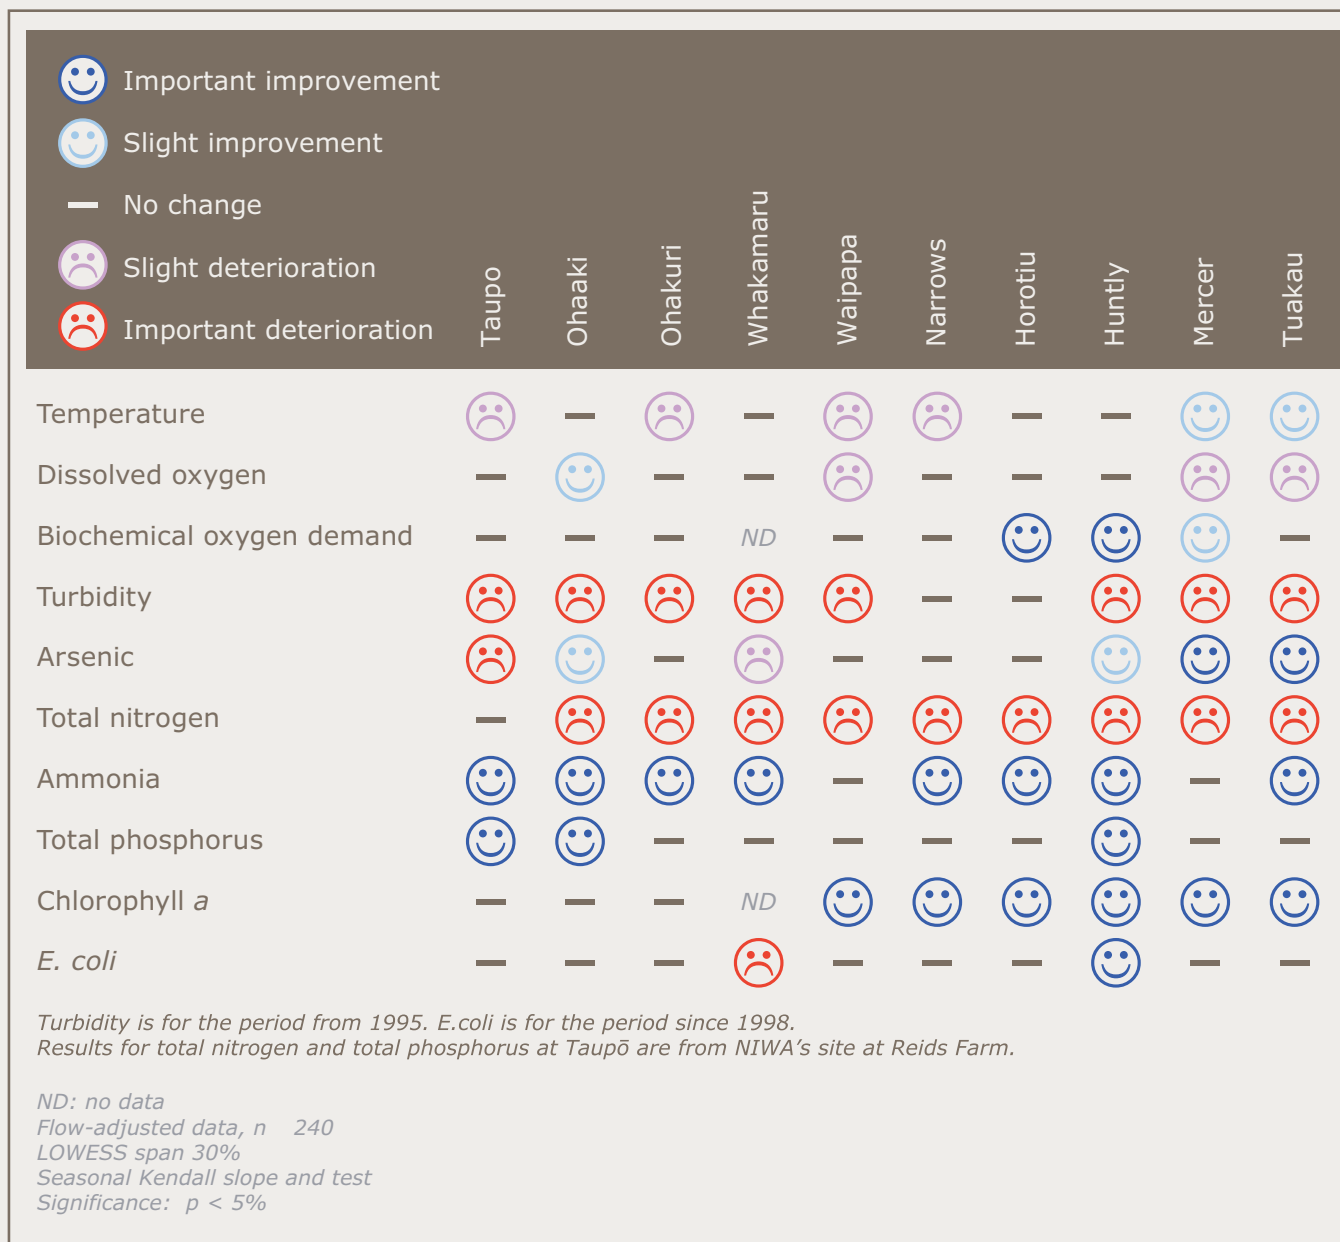 Important improvement
Slight improvement
No change
Slight deterioration
Important deterioration
Taupo
Ohaaki
Ohakuri
Whakamaru
Waipapa
Narrows
Horotiu
Huntly
Mercer
Tuakau
Temperature
Dissolved oxygen
Biochemical oxygen demand
ND
Turbidity
Arsenic
Total nitrogen
Ammonia
Total phosphorus
Chlorophyll a
ND
E. coli
Turbidity is for the period from 1995. E.coli is for the period since 1998.
Results for total nitrogen and total phosphorus at Taupō are from NIWA’s site at Reids Farm.
ND: no data
Flow-adjusted data, n 240
LOWESS span 30%
Seasonal Kendall slope and test
Significance: p < 5%